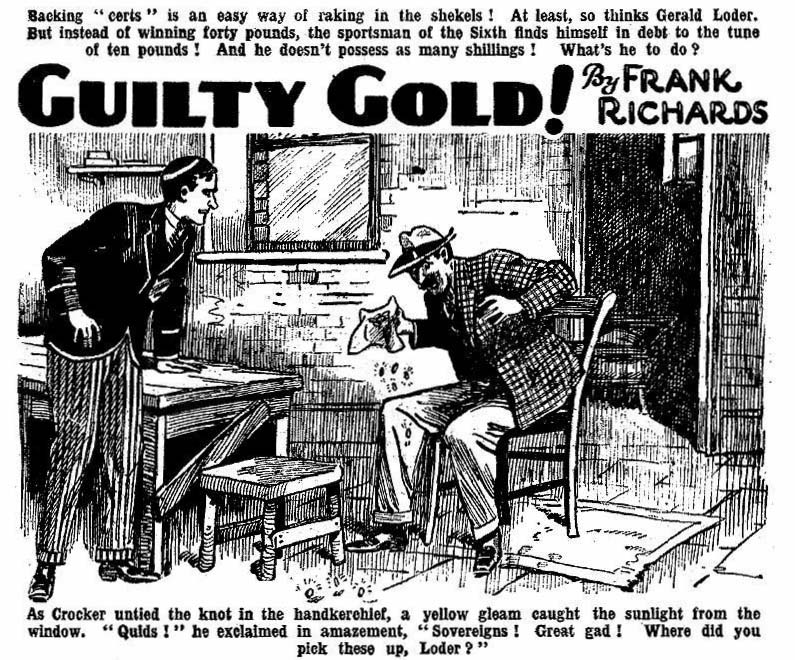 Backing "certs" is an easy way of raking in the shekels! At least, so thinks Gerald Loder.
But instead of winning forty pounds, the sportsman of the Sixth finds himself in debt to the tune
of ten pounds! And he doesn't possess as many shillings! What's he to do?
GUILTY GOLD!
By FRANK
RICHARDS
As Crocker untied the knot in the handkerchief, a yellow gleam caught the sunlight from the
window. "Quids!" he exclaimed in amazement, "Sovereigns! Great gad! Where did you
pick these up, Loder?"